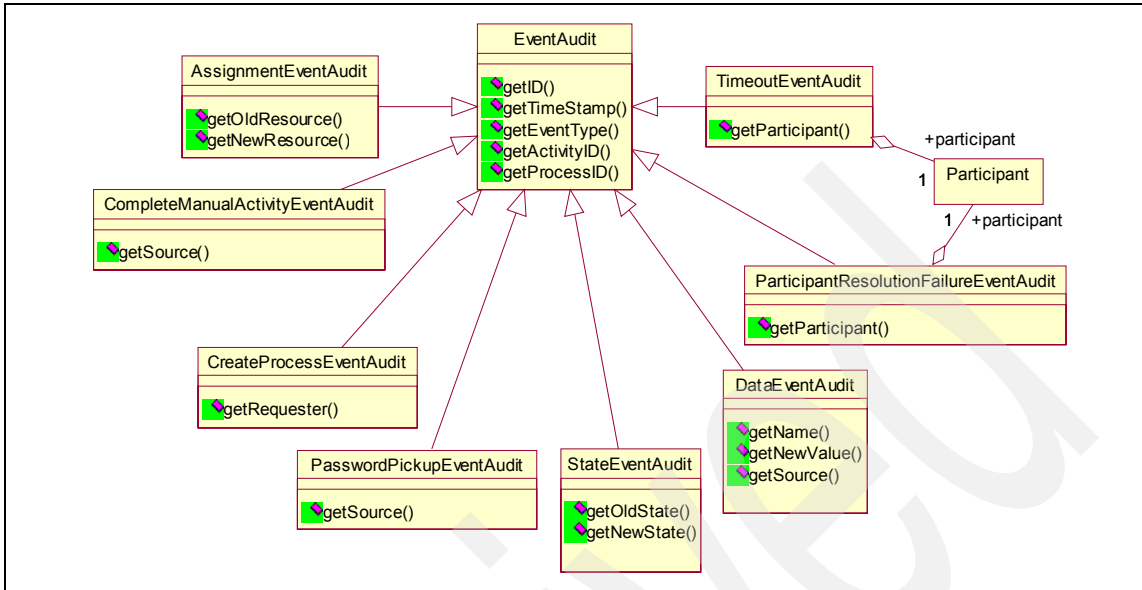 EventAudit
getID()
getTimeStamp()
getEventType()
getActivityID()
getProcessID()
AssignmentEventAudit
getOldResource()
getNewResource()
TimeoutEventAudit
getParticipant()
+participant
1
Participant
1
+participant
CompleteManualActivityEventAudit
getSource()
ParticipantResolutionFailureEventAudit
getParticipant()
CreateProcessEventAudit
getRequester()
DataEventAudit
getName()
getNewValue()
getSource()
PasswordPickupEventAudit
getSource()
StateEventAudit
getOldState()
getNewState()